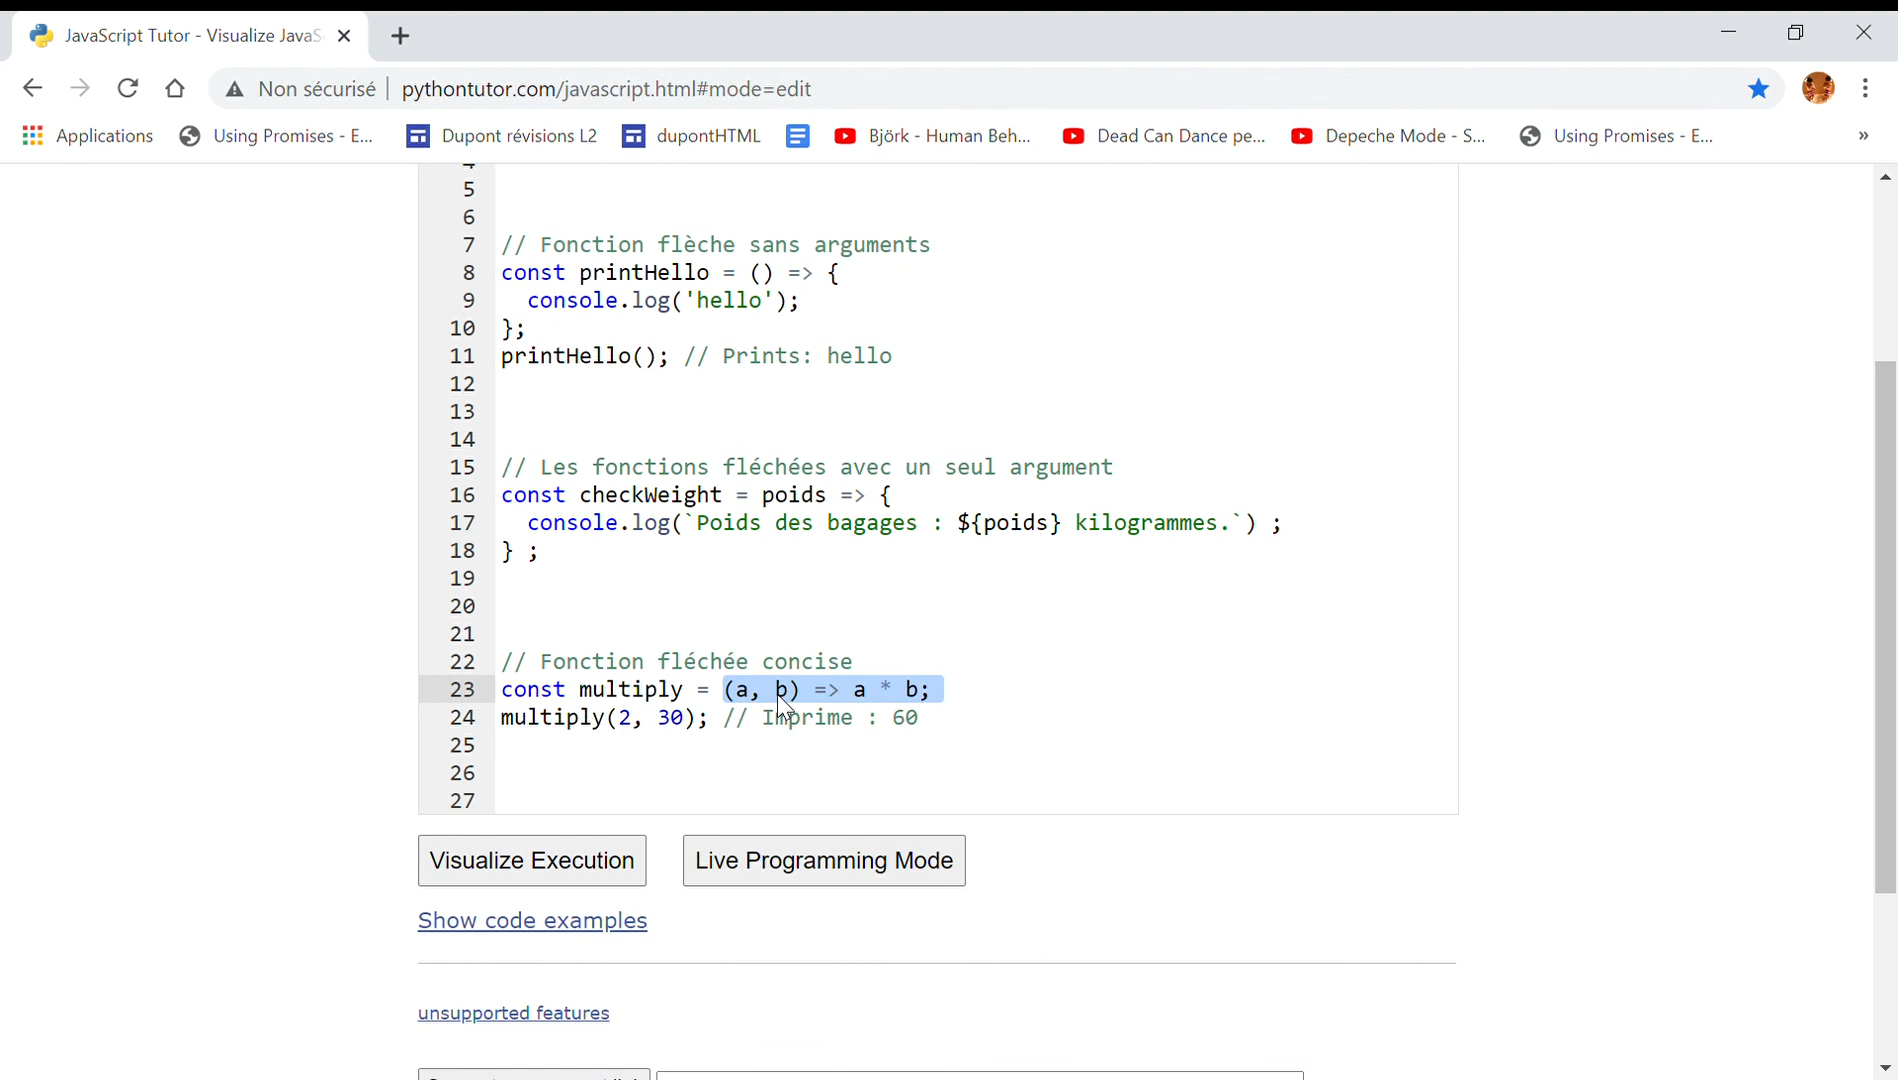 JavaScript Tutor - Visualize JavaS
Non sécurisé pythontutor.com/javascript.html#mode=edit
Applications Using Promises - E... Dupont révisions L2 dupontHTML Björk - Human Beh... Dead Can Dance pe... Depeche Mode - S... Using Promises - E... »
4
5
6
7 // Fonction flèche sans arguments
8 const printHello = () => {
9 console.log('hello');
10 };
11 printHello(); // Prints: hello
12
13
14
15 // Les fonctions fléchées avec un seul argument
16 const checkWeight = poids => {
17 console.log(`Poids des bagages : ${poids} kilogrammes.`) ;
18 } ;
19
20
21
22 // Fonction fléchée concise
23 const multiply = (a, b) => a * b;
24 multiply(2, 30); // Imprime : 60
25
26
27
Visualize Execution Live Programming Mode
Show code examples
unsupported features